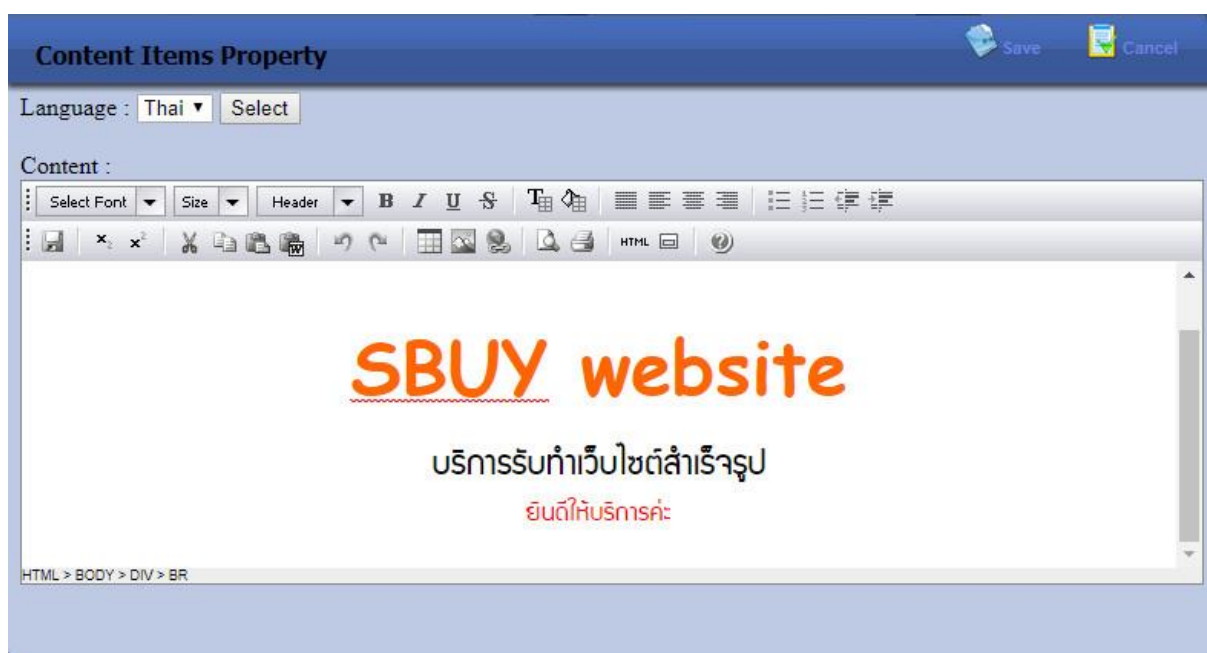 Content Items Property Save Cancel
Language : Thai Select
Content :
Select Font Size Header B I U S T
x₂ x² W HTML
SBUY website
บริการรับทำเว็บไซต์สำเร็จรูป
ยินดีให้บริการค่ะ
HTML > BODY > DIV > BR